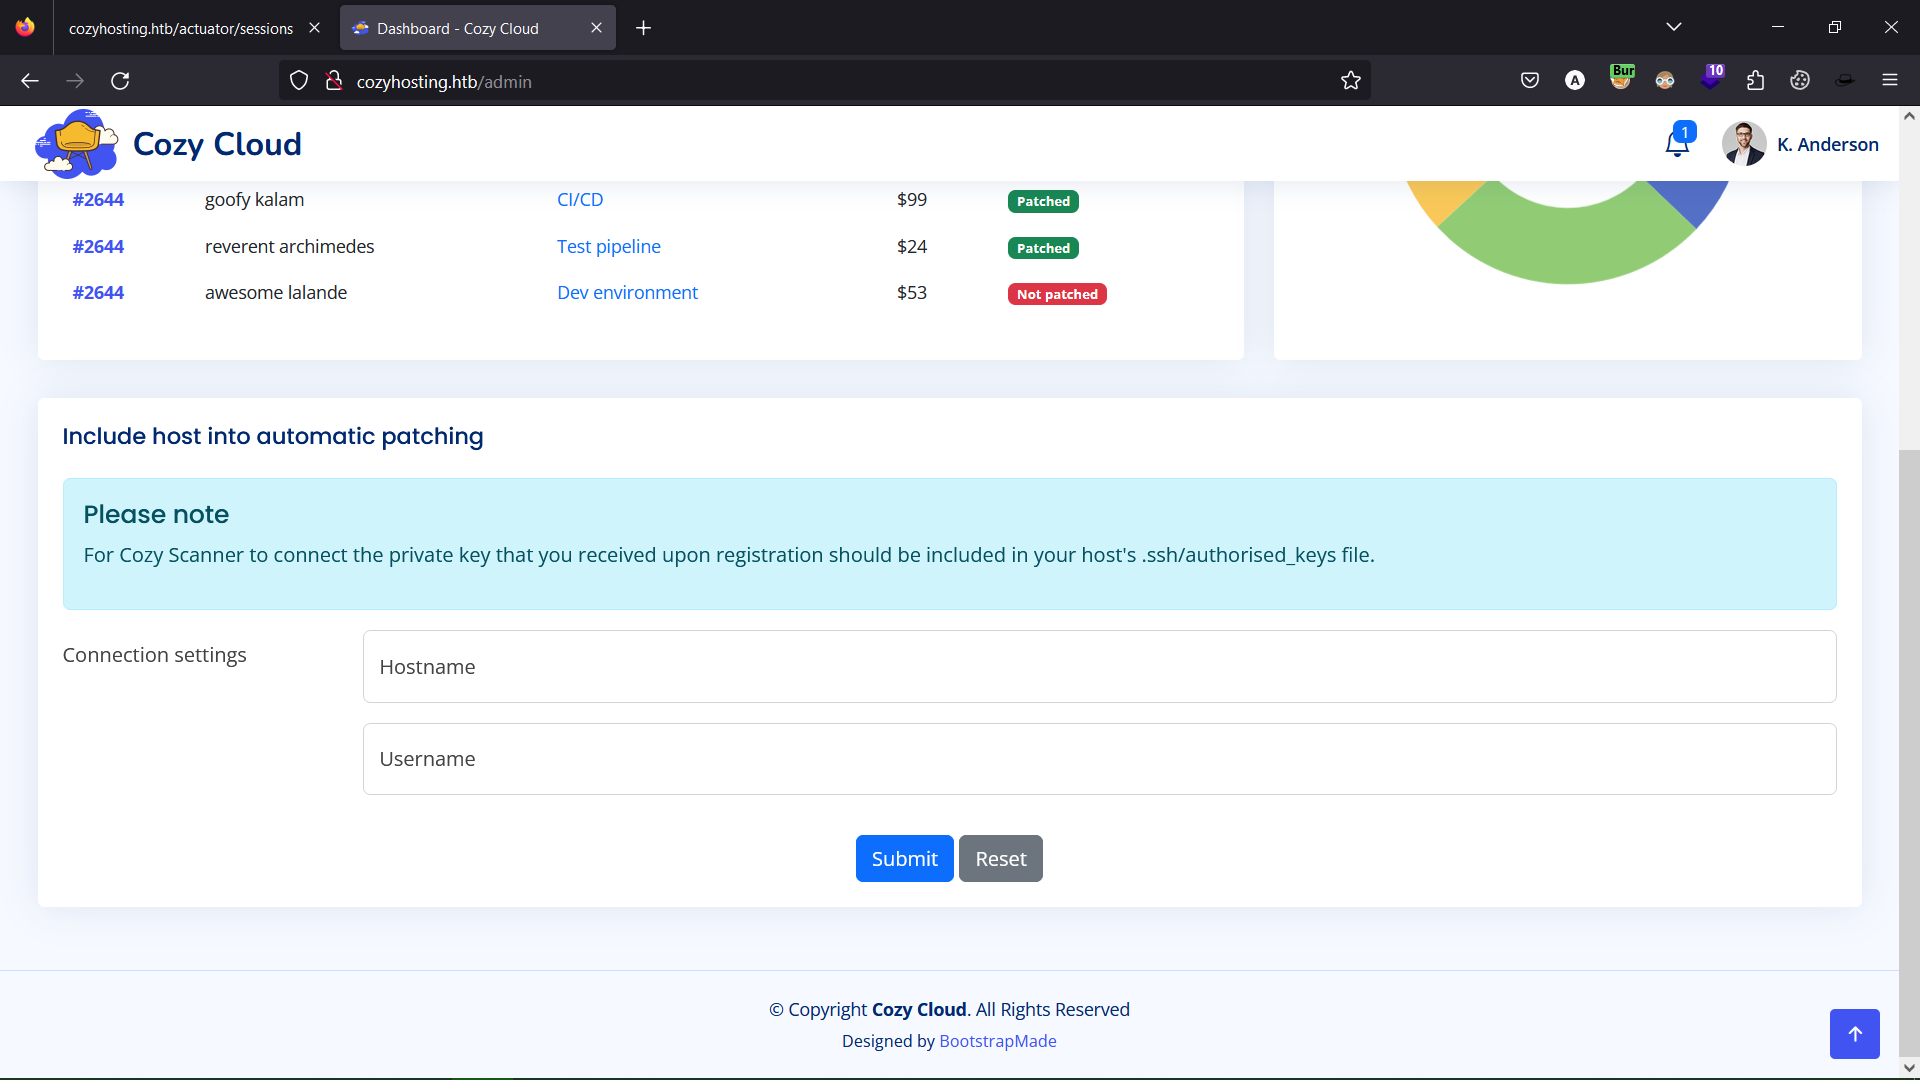 cozyhosting.htb/actuator/sessions
Dashboard - Cozy Cloud
cozyhosting.htb/admin
A
Bur
10
Cozy Cloud
1
K. Anderson
#2644 goofy kalam CI/CD $99 Patched
#2644 reverent archimedes Test pipeline $24 Patched
#2644 awesome lalande Dev environment $53 Not patched
Include host into automatic patching
Please note
For Cozy Scanner to connect the private key that you received upon registration should be included in your host's .ssh/authorised_keys file.
Connection settings
Hostname
Username
Submit Reset
© Copyright Cozy Cloud. All Rights Reserved
Designed by BootstrapMade